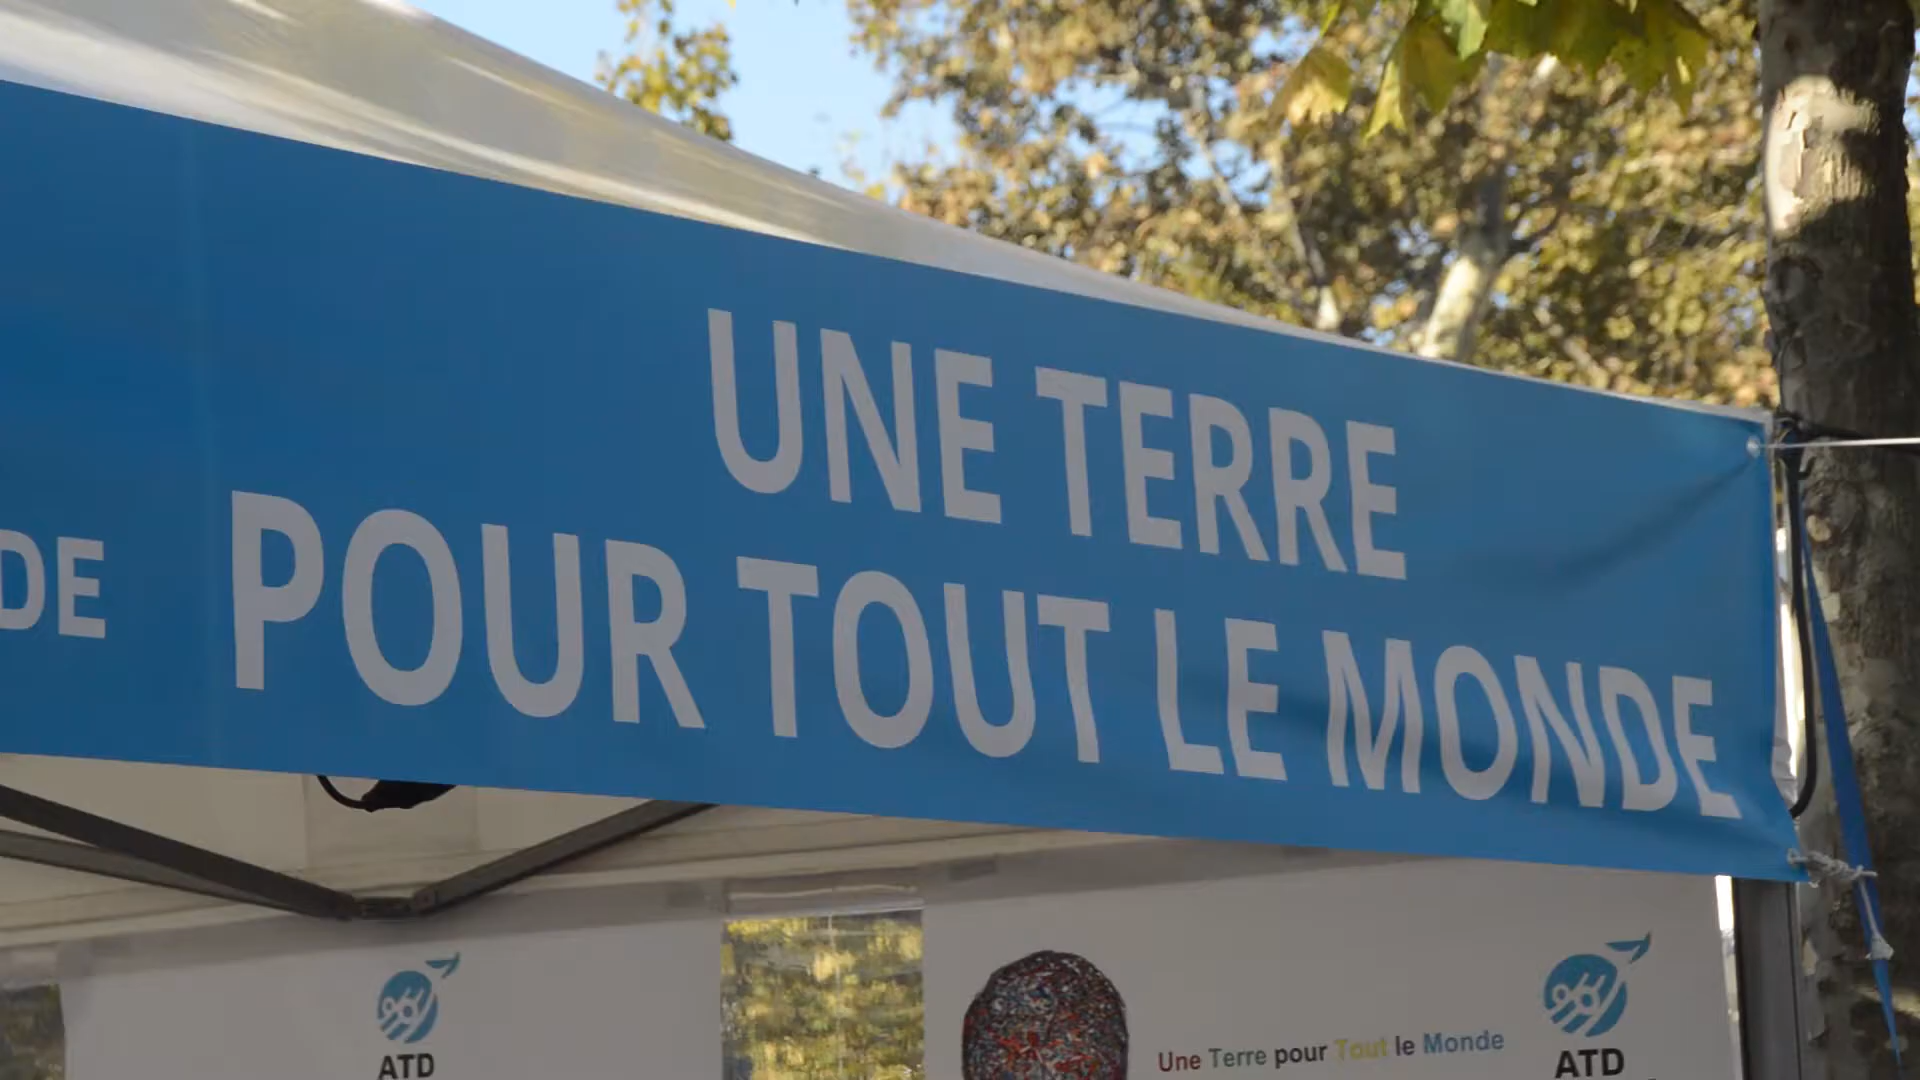 UNE TERRE
DE POUR TOUT LE MONDE
ATD
Une Terre pour Tout le Monde
ATD